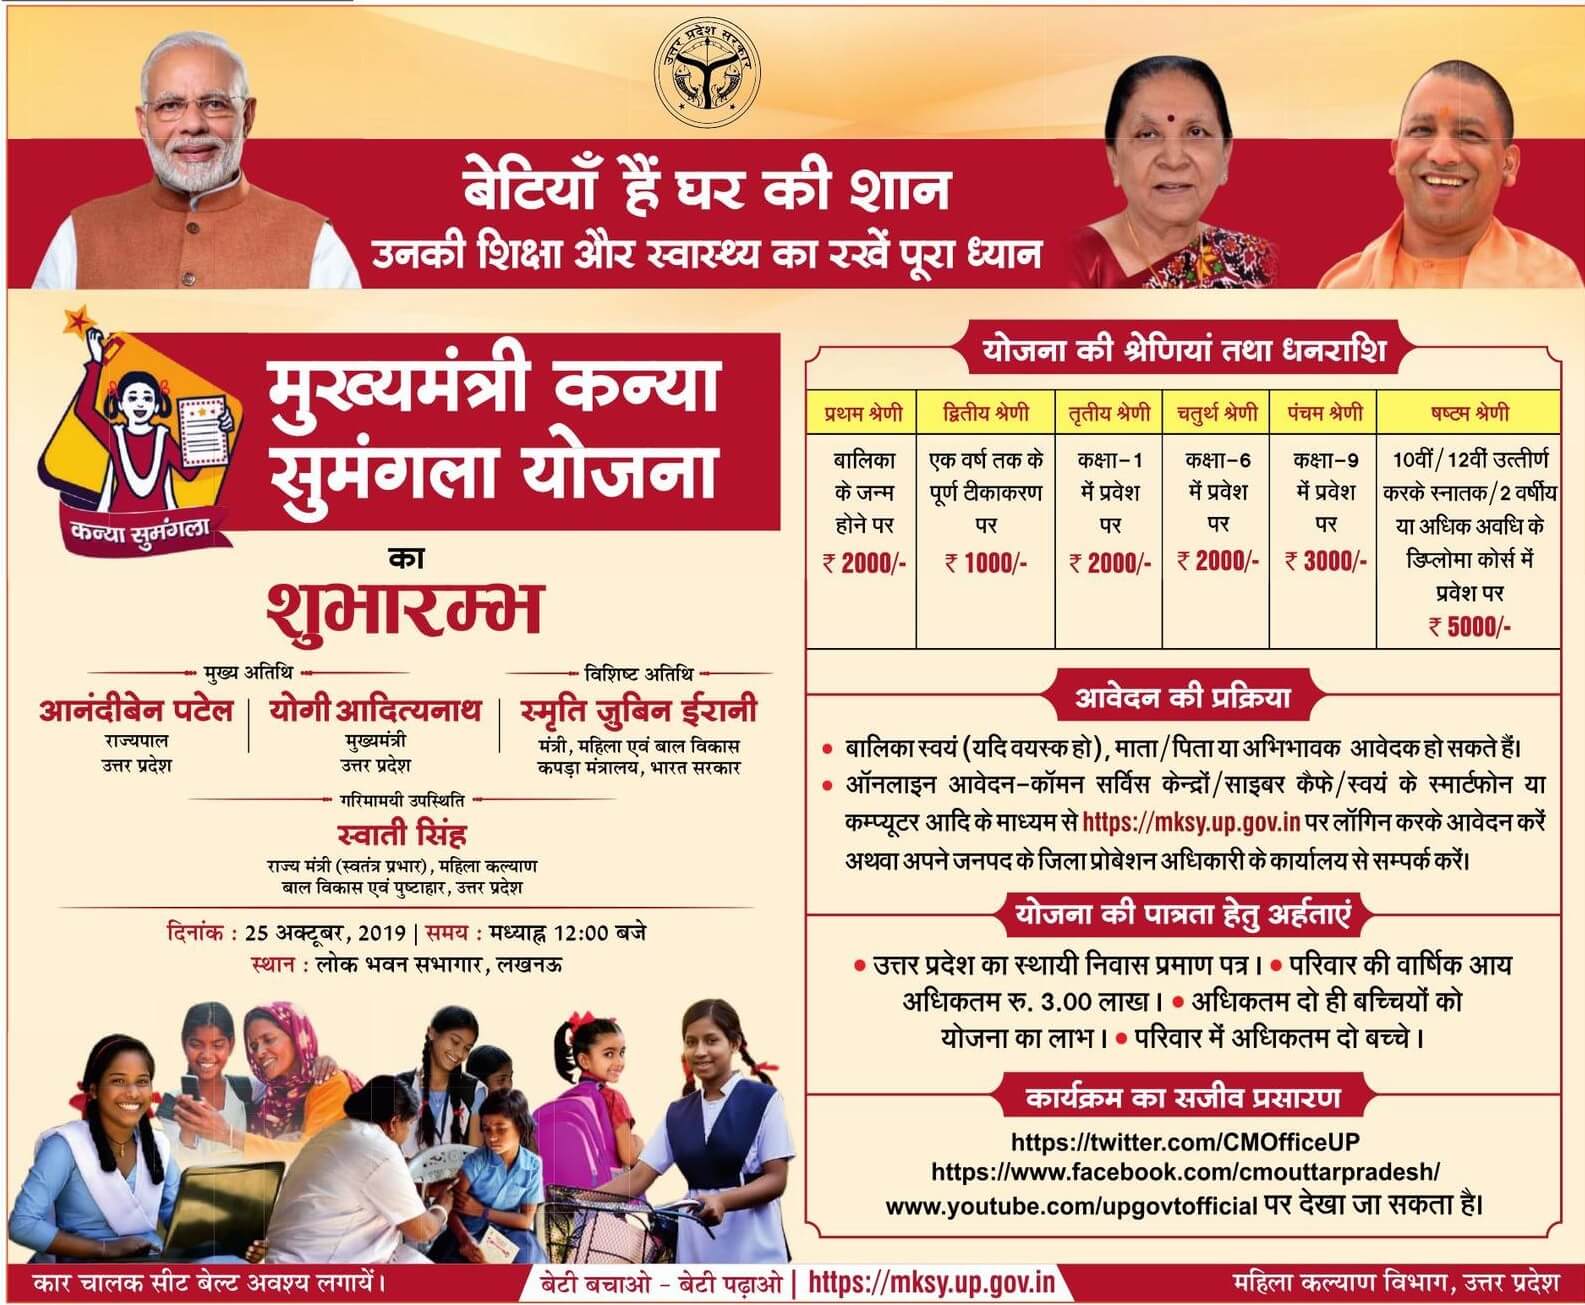 उत्तर प्रदेश सरकार
बेटियाँ हैं घर की शान
उनकी शिक्षा और स्वास्थ्य का रखें पूरा ध्यान
कन्या सुमंगला
मुख्यमंत्री कन्या
सुमंगला योजना
का
शुभारम्भ
मुख्य अतिथि
आनंदीबेन पटेल
राज्यपाल
उत्तर प्रदेश
योगी आदित्यनाथ
मुख्यमंत्री
उत्तर प्रदेश
विशिष्ट अतिथि
स्मृति ज़ुबिन ईरानी
मंत्री, महिला एवं बाल विकास
कपड़ा मंत्रालय, भारत सरकार
गरिमामयी उपस्थिति
स्वाती सिंह
राज्य मंत्री (स्वतंत्र प्रभार), महिला कल्याण
बाल विकास एवं पुष्टाहार, उत्तर प्रदेश
दिनांक : 25 अक्टूबर, 2019 | समय : मध्याह्न 12:00 बजे
स्थान : लोक भवन सभागार, लखनऊ
योजना की श्रेणियां तथा धनराशि
प्रथम श्रेणी
बालिका
के जन्म
होने पर
₹ 2000/-
द्वितीय श्रेणी
एक वर्ष तक के
पूर्ण टीकाकरण
पर
₹ 1000/-
तृतीय श्रेणी
कक्षा-1
में प्रवेश
पर
₹ 2000/-
चतुर्थ श्रेणी
कक्षा-6
में प्रवेश
पर
₹ 2000/-
पंचम श्रेणी
कक्षा-9
में प्रवेश
पर
₹ 3000/-
षष्टम श्रेणी
10वीं/12वीं उत्तीर्ण
करके स्नातक/2 वर्षीय
या अधिक अवधि के
डिप्लोमा कोर्स में
प्रवेश पर
₹ 5000/-
आवेदन की प्रक्रिया
• बालिका स्वयं (यदि वयस्क हो), माता/पिता या अभिभावक आवेदक हो सकते हैं।
• ऑनलाइन आवेदन-कॉमन सर्विस केन्द्रों/साइबर कैफे/स्वयं के स्मार्टफोन या
कम्प्यूटर आदि के माध्यम से https://mksy.up.gov.in पर लॉगिन करके आवेदन करें
अथवा अपने जनपद के जिला प्रोबेशन अधिकारी के कार्यालय से सम्पर्क करें।
योजना की पात्रता हेतु अर्हताएं
• उत्तर प्रदेश का स्थायी निवास प्रमाण पत्र। • परिवार की वार्षिक आय
अधिकतम रु. 3.00 लाख। • अधिकतम दो ही बच्चियों को
योजना का लाभ। • परिवार में अधिकतम दो बच्चे।
कार्यक्रम का सजीव प्रसारण
https://twitter.com/CMOfficeUP
https://www.facebook.com/cmouttarpradesh/
www.youtube.com/upgovtofficial पर देखा जा सकता है।
कार चालक सीट बेल्ट अवश्य लगायें।
बेटी बचाओ - बेटी पढ़ाओ | https://mksy.up.gov.in
महिला कल्याण विभाग, उत्तर प्रदेश